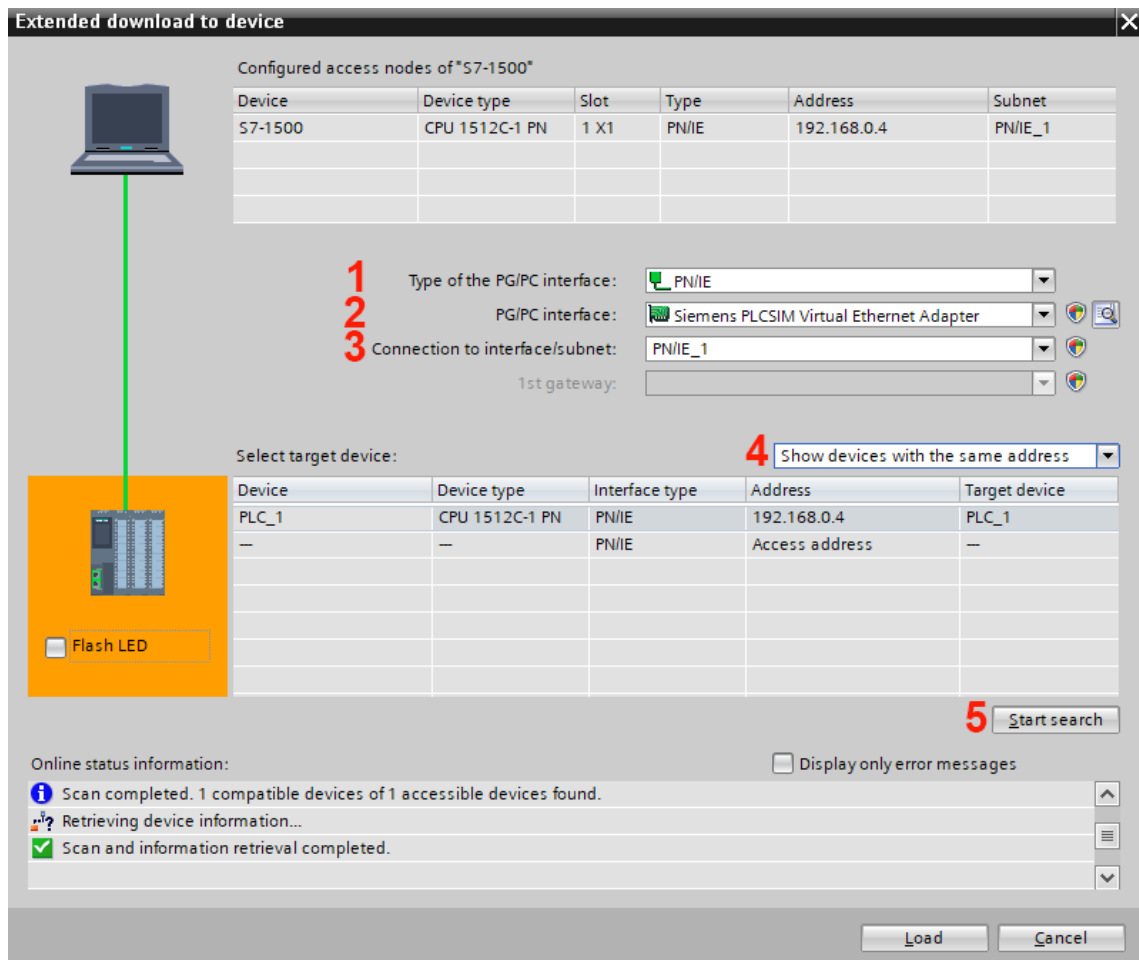 Extended download to device
Configured access nodes of "S7-1500"
Device Device type Slot Type Address Subnet
S7-1500 CPU 1512C-1 PN 1 X1 PN/IE 192.168.0.4 PN/IE_1
1 Type of the PG/PC interface: PN/IE
2 PG/PC interface: Siemens PLCSIM Virtual Ethernet Adapter
3 Connection to interface/subnet: PN/IE_1
1st gateway:
Select target device: 4 Show devices with the same address
Device Device type Interface type Address Target device
PLC_1 CPU 1512C-1 PN PN/IE 192.168.0.4 PLC_1
— — PN/IE Access address —
Flash LED
5 Start search
Online status information: Display only error messages
Scan completed. 1 compatible devices of 1 accessible devices found.
Retrieving device information...
Scan and information retrieval completed.
Load Cancel